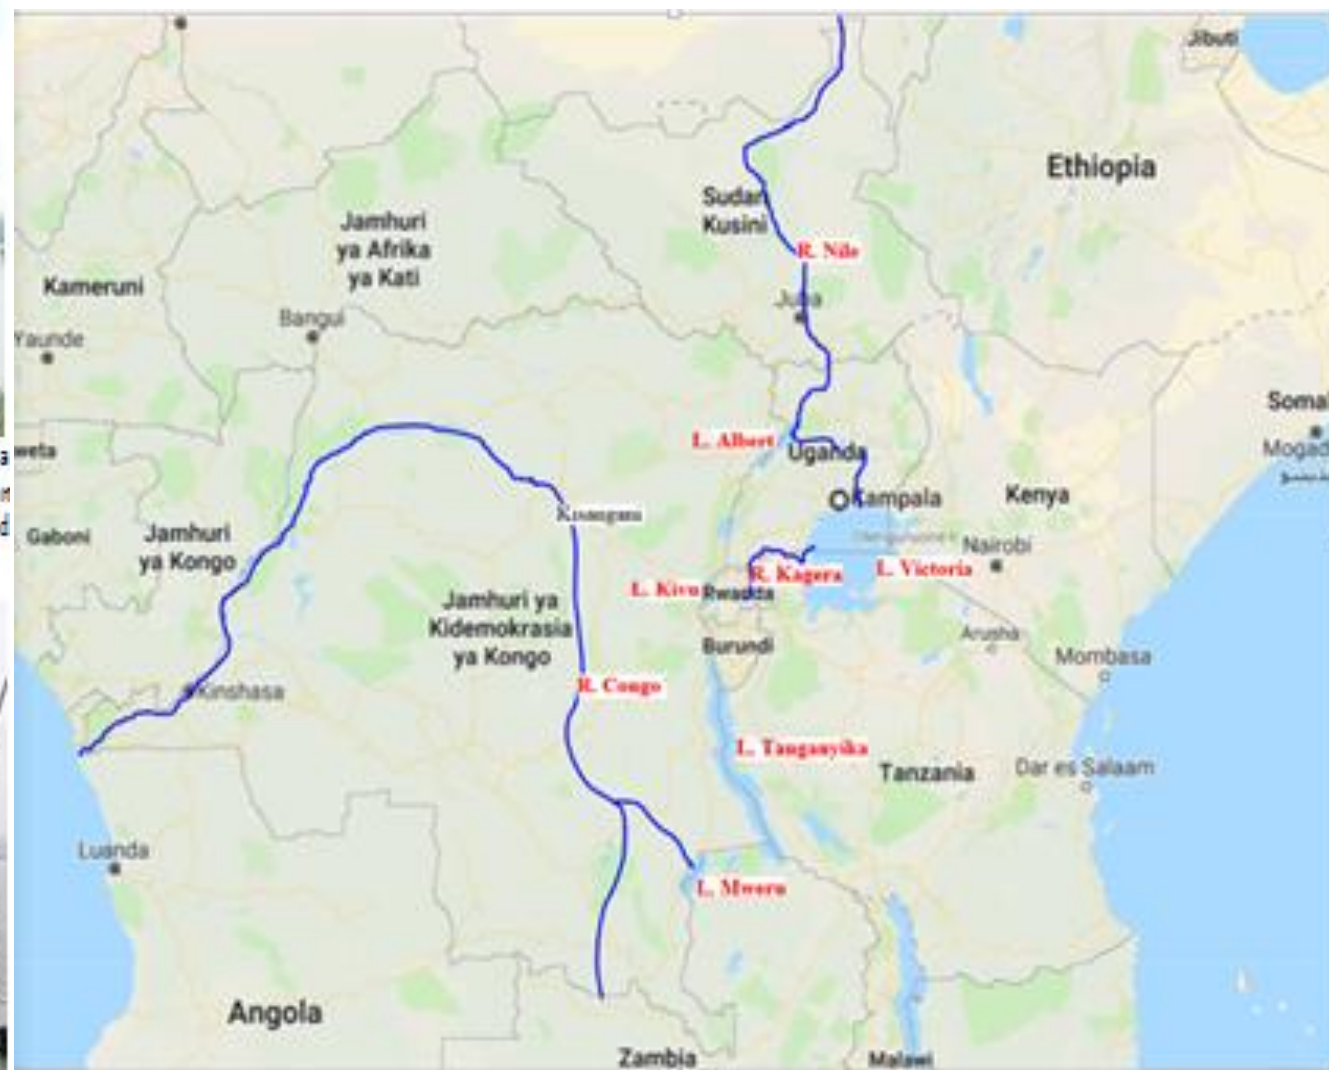 Jibuti
Ethiopia
Sudan
Kusini
Jamhuri
ya Afrika
ya Kati
R. Nile
Kameruni
Juba
Bangui
Yaunde
Somal
Mogad
L. Albert
Uganda
weta
Kampala
Kenya
Kisangani
Gaboni
Jamhuri
ya Kongo
Nairobi
R. Kagera
L. Victoria
L. Kivu
Rwanda
Jamhuri ya
Kidemokrasia
ya Kongo
Burundi
Arusha
Mombasa
R. Congo
Kinshasa
L. Tanganyika
Tanzania
Dar es Salaam
Luanda
L. Mweru
Angola
Zambia
Malawi